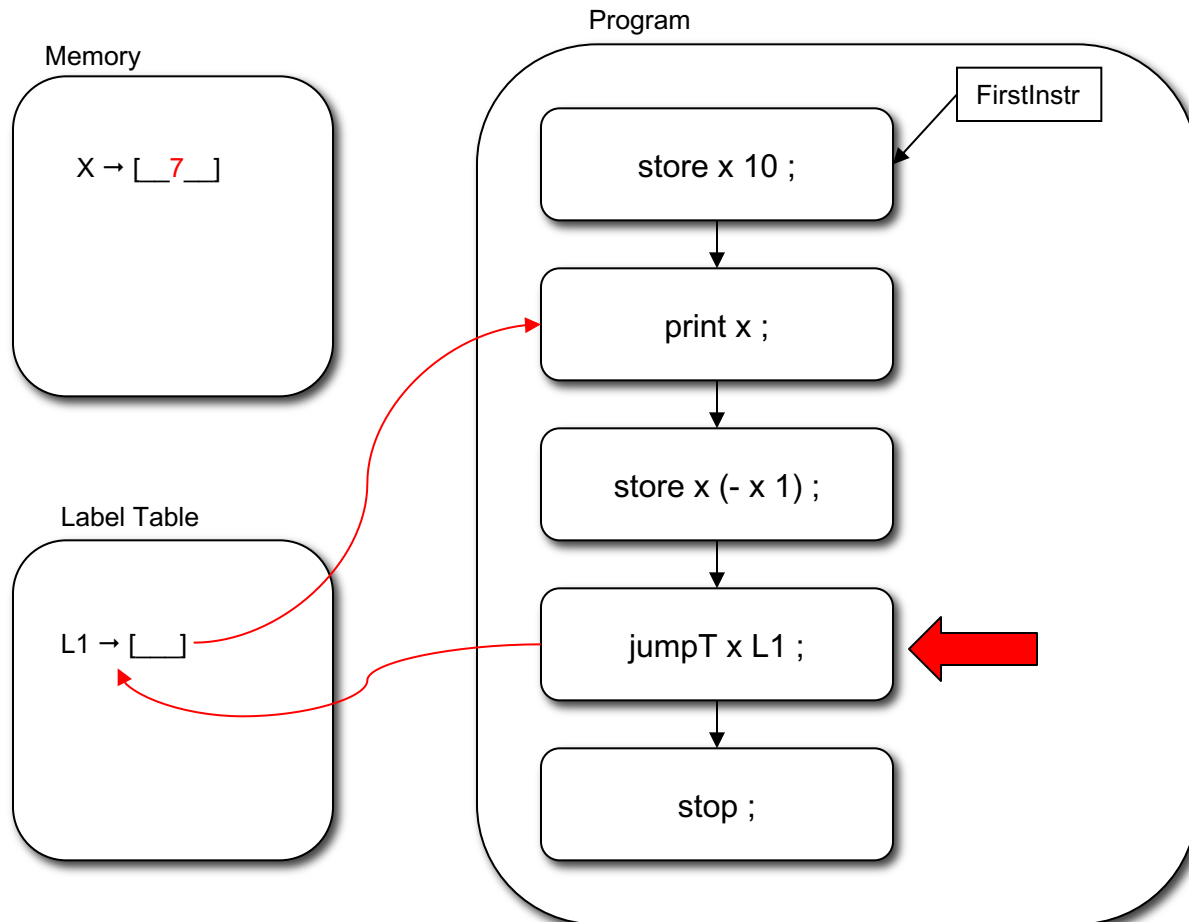 Program
Memory
FirstInstr
X → [__7__]
store x 10 ;
print x ;
store x (- x 1) ;
Label Table
L1 → [___]
jumpT x L1 ;
stop ;